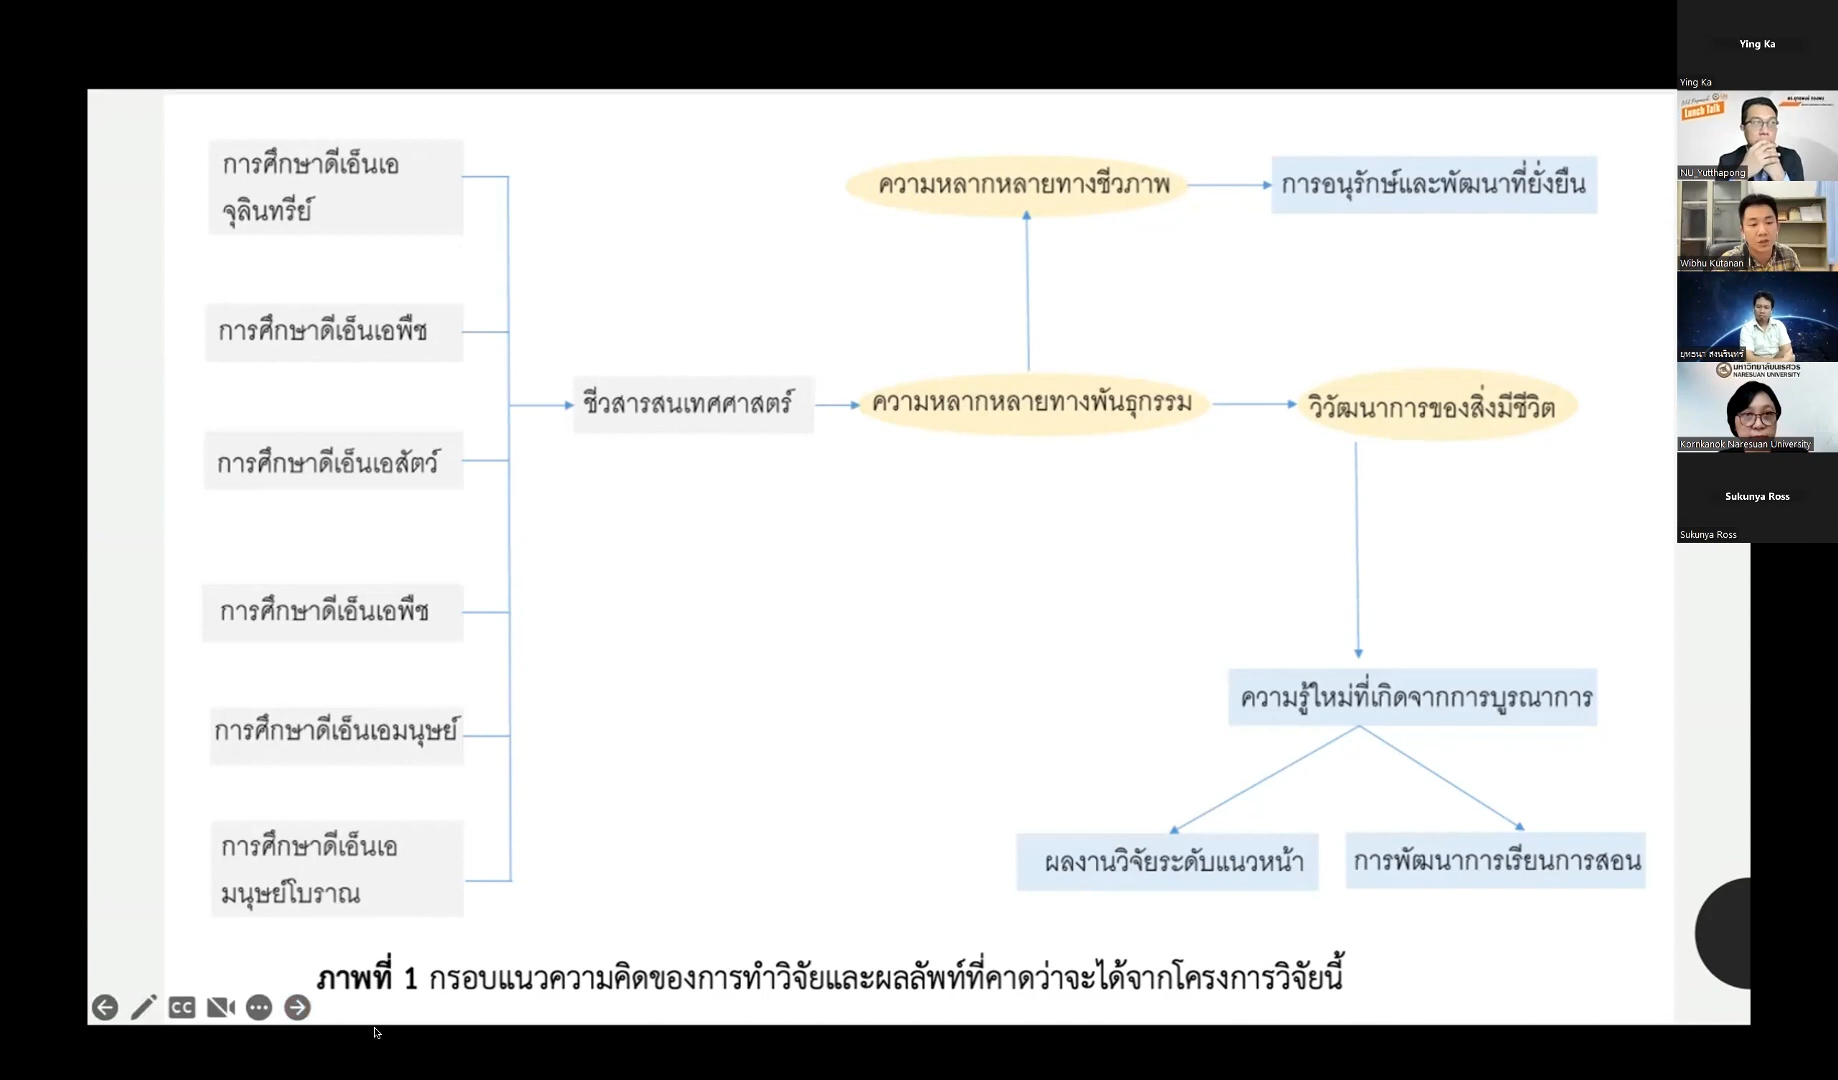 การศึกษาดีเอ็นเอ
จุลินทรีย์
การศึกษาดีเอ็นเอพืช
การศึกษาดีเอ็นเอสัตว์
การศึกษาดีเอ็นเอพืช
การศึกษาดีเอ็นเอมนุษย์
การศึกษาดีเอ็นเอ
มนุษย์โบราณ
ชีวสารสนเทศศาสตร์
ความหลากหลายทางชีวภาพ
การอนุรักษ์และพัฒนาที่ยั่งยืน
ความหลากหลายทางพันธุกรรม
วิวัฒนาการของสิ่งมีชีวิต
ความรู้ใหม่ที่เกิดจากการบูรณาการ
ผลงานวิจัยระดับแนวหน้า
การพัฒนาการเรียนการสอน
ภาพที่ 1 กรอบแนวความคิดของการทำวิจัยและผลลัพท์ที่คาดว่าจะได้จากโครงการวิจัยนี้
CC
Ying Ka
Ying Ka
Lunch Talk
NU_Yutthapong
Wibhu Kutanan
ยุทธนา
มหาวิทยาลัยนเรศวร
NARESUAN UNIVERSITY
Kornkanok Naresuan University
Sukunya Ross
Sukunya Ross